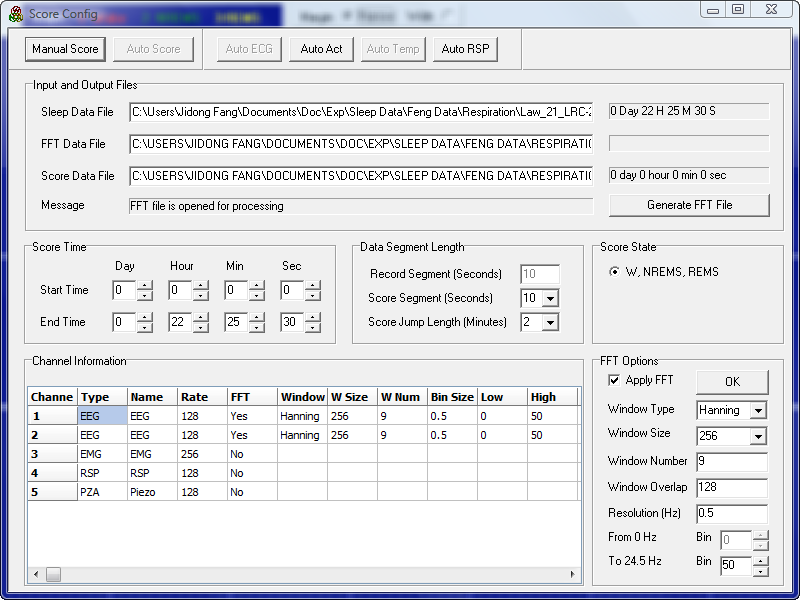 Score Config
Manual Score Auto Score Auto ECG Auto Act Auto Temp Auto RSP
Input and Output Files
Sleep Data File C:\Users\Jidong Fang\Documents\Doc\Exp\Sleep Data\Feng Data\Respiration\Law_21_LRC-2 0 Day 22 H 25 M 30 S
FFT Data File C:\USERS\JIDONG FANG\DOCUMENTS\DOC\EXP\SLEEP DATA\FENG DATA\RESPIRATIO
Score Data File C:\USERS\JIDONG FANG\DOCUMENTS\DOC\EXP\SLEEP DATA\FENG DATA\RESPIRATIO 0 day 0 hour 0 min 0 sec
Message FFT file is opened for processing Generate FFT File
Score Time
Day Hour Min Sec
Start Time 0 0 0 0
End Time 0 22 25 30
Data Segment Length
Record Segment (Seconds) 10
Score Segment (Seconds) 10
Score Jump Length (Minutes) 2
Score State
W, NREMS, REMS
Channel Information
Channe Type Name Rate FFT Window W Size W Num Bin Size Low High
1 EEG EEG 128 Yes Hanning 256 9 0.5 0 50
2 EEG EEG 128 Yes Hanning 256 9 0.5 0 50
3 EMG EMG 256 No
4 RSP RSP 128 No
5 PZA Piezo 128 No
FFT Options
Apply FFT OK
Window Type Hanning
Window Size 256
Window Number 9
Window Overlap 128
Resolution (Hz) 0.5
From 0 Hz Bin 0
To 24.5 Hz Bin 50